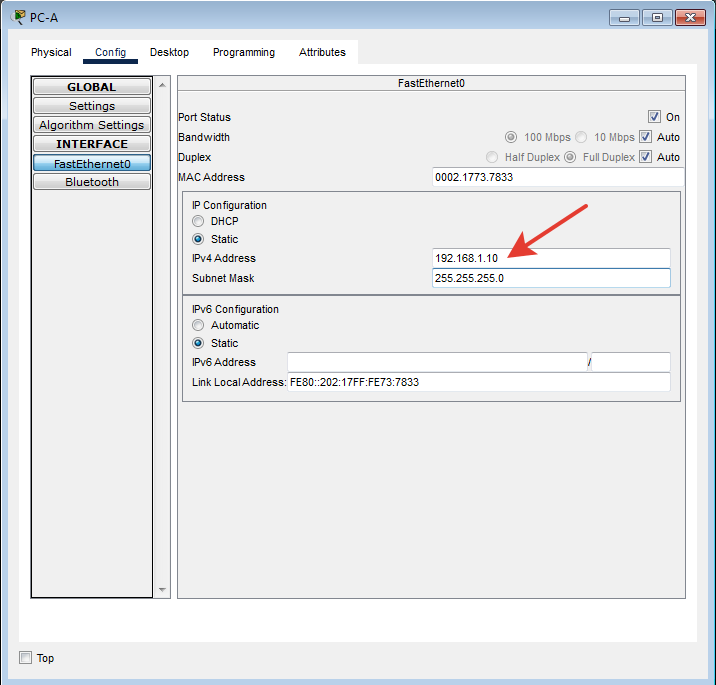 PC-A
Physical Config Desktop Programming Attributes
GLOBAL
Settings
Algorithm Settings
INTERFACE
FastEthernet0
Bluetooth
FastEthernet0
Port Status On
Bandwidth 100 Mbps 10 Mbps Auto
Duplex Half Duplex Full Duplex Auto
MAC Address 0002.1773.7833
IP Configuration
DHCP
Static
IPv4 Address 192.168.1.10
Subnet Mask 255.255.255.0
IPv6 Configuration
Automatic
Static
IPv6 Address /
Link Local Address: FE80::202:17FF:FE73:7833
Top